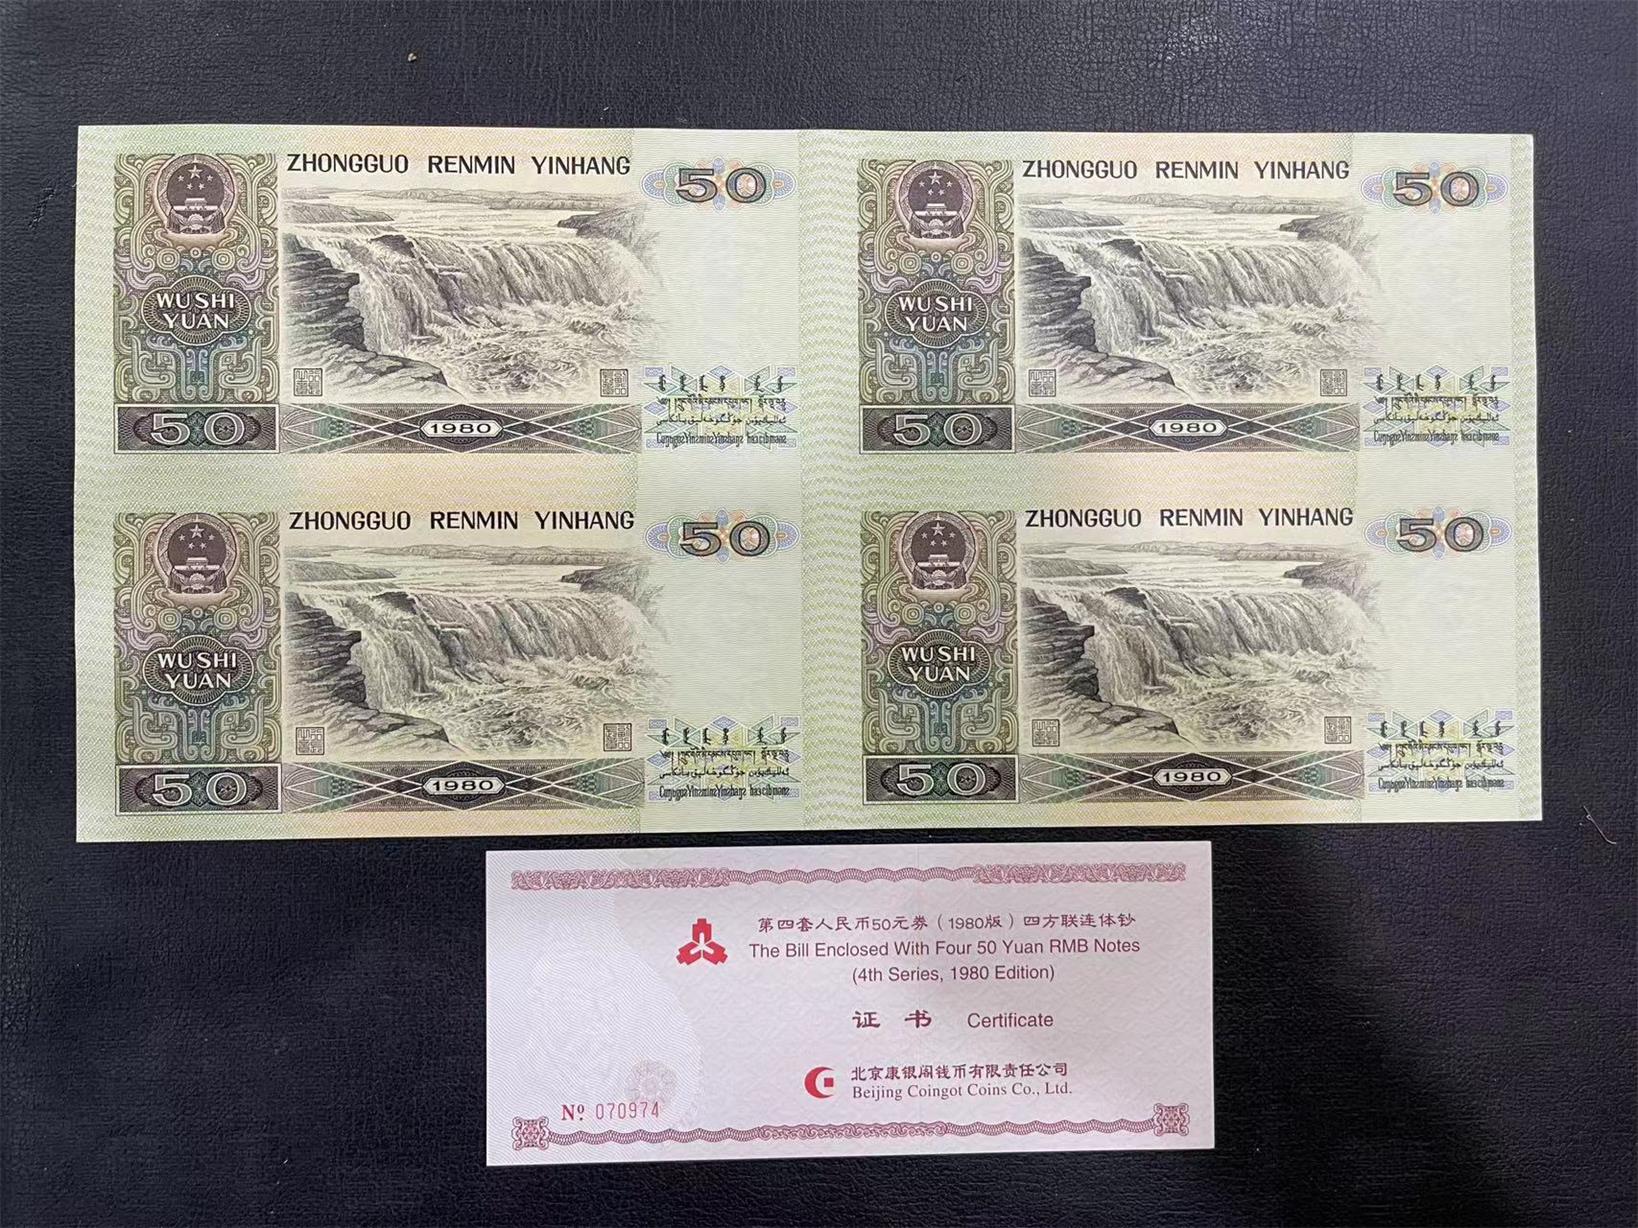 ZHONGGUO RENMIN YINHANG
50
WU SHI
YUAN
50
1980
ZHONGGUO RENMIN YINHANG
50
WU SHI
YUAN
50
1980
ZHONGGUO RENMIN YINHANG
50
WU SHI
YUAN
50
1980
ZHONGGUO RENMIN YINHANG
50
WU SHI
YUAN
50
1980
第四套人民币50元券（1980版）四方联连体钞
The Bill Enclosed With Four 50 Yuan RMB Notes
(4th Series, 1980 Edition)
证书 Certificate
北京康银阁钱币有限责任公司
Beijing Coingot Coins Co., Ltd.
Nº 070974